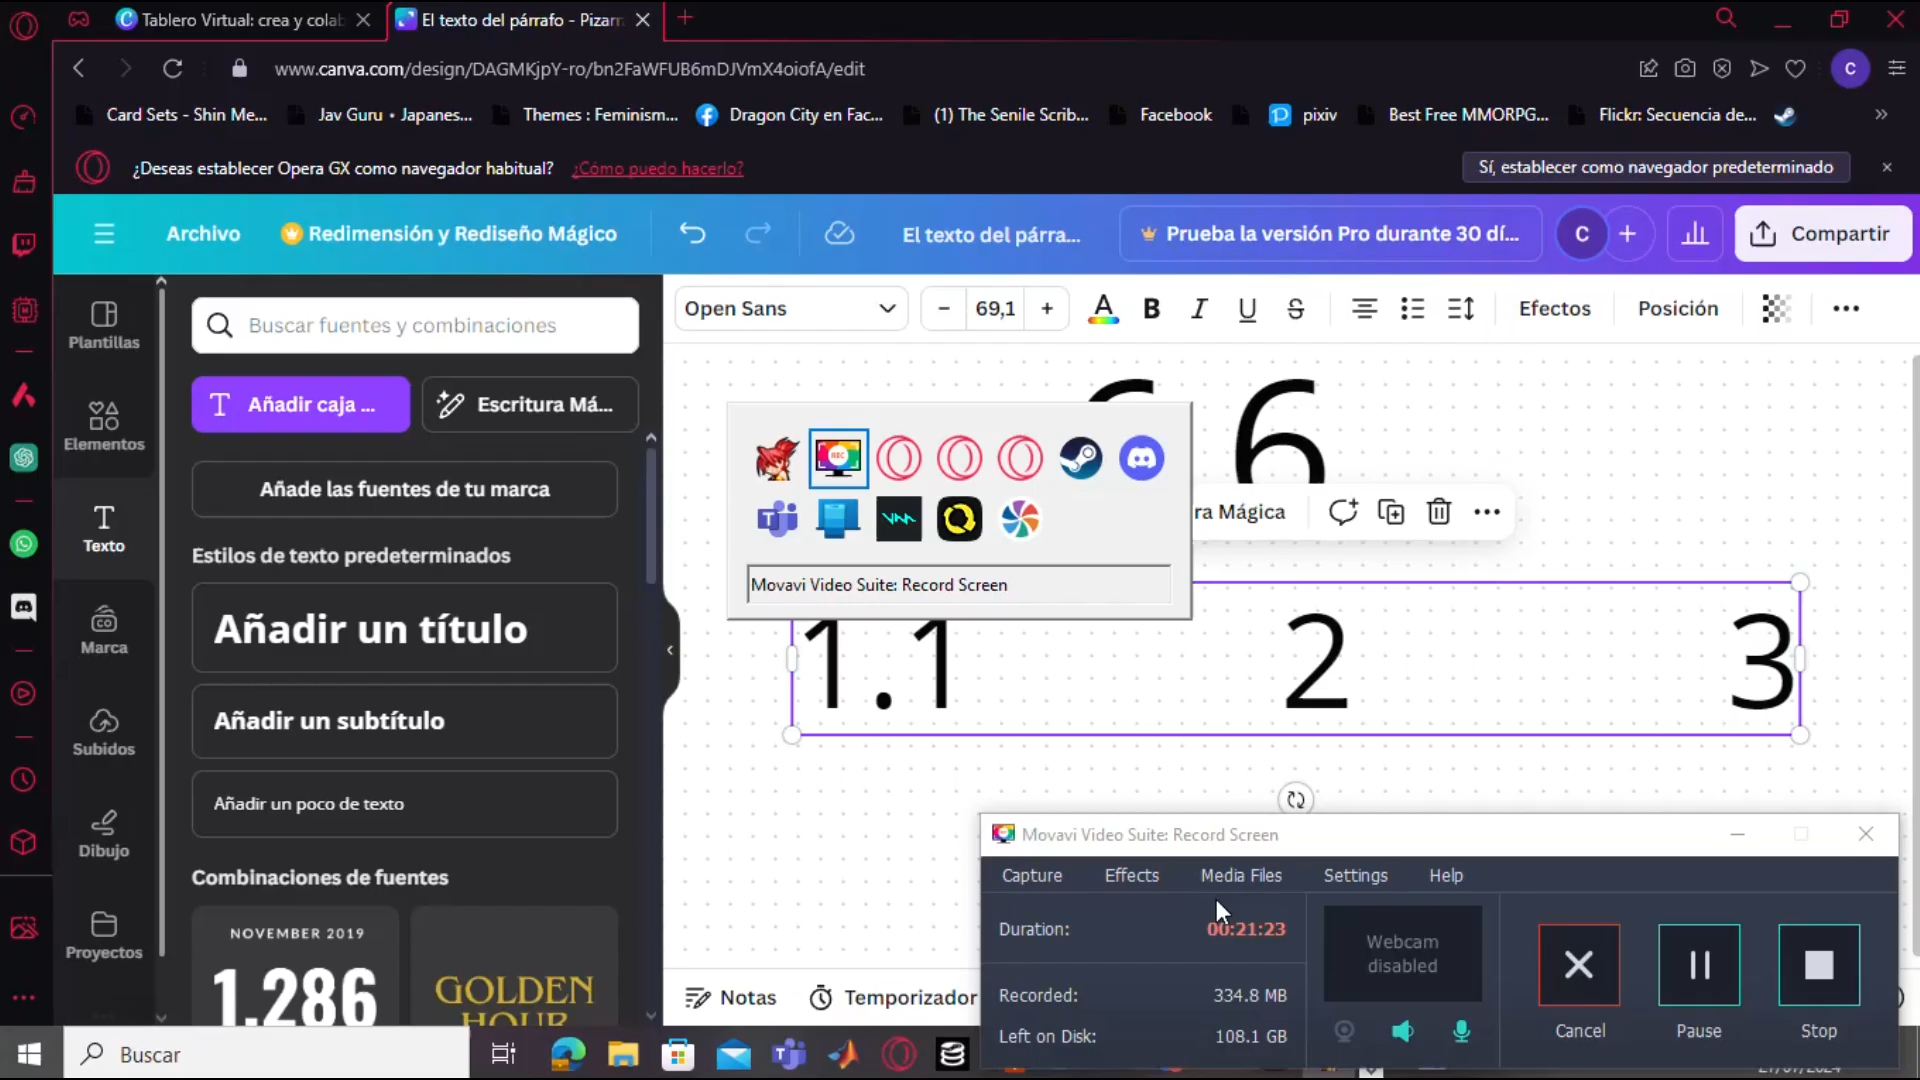 Tablero Virtual: crea y colab
El texto del párrafo - Pizarr
www.canva.com/design/DAGMKjpY-ro/bn2FaWFUB6mDJVmX4oiofA/edit
C
Card Sets - Shin Me...
Jav Guru • Japanes...
Themes : Feminism...
Dragon City en Fac...
(1) The Senile Scrib...
Facebook
pixiv
Best Free MMORPG...
Flickr: Secuencia de...
¿Deseas establecer Opera GX como navegador habitual?
¿Cómo puedo hacerlo?
Sí, establecer como navegador predeterminado
Archivo
Redimensión y Rediseño Mágico
El texto del párra...
Prueba la versión Pro durante 30 dí...
C
Compartir
Plantillas
Elementos
Texto
Marca
Subidos
Dibujo
Proyectos
Buscar fuentes y combinaciones
Añadir caja ...
Escritura Má...
Añade las fuentes de tu marca
Estilos de texto predeterminados
Añadir un título
Añadir un subtítulo
Añadir un poco de texto
Combinaciones de fuentes
NOVEMBER 2019
1,286
GOLDEN
HOUR
Open Sans
69,1
Efectos
Posición
6 6
REC
Movavi Video Suite: Record Screen
ra Mágica
1.1 2 3
Notas
Temporizador
Movavi Video Suite: Record Screen
Capture
Effects
Media Files
Settings
Help
Duration:
00:21:23
Recorded:
334.8 MB
Left on Disk:
108.1 GB
Webcam
disabled
Cancel
Pause
Stop
Buscar